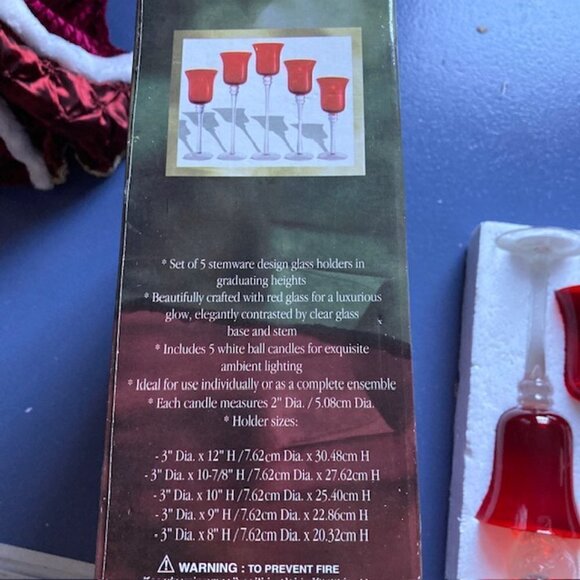 * Set of 5 stemware design glass holders in
graduating heights
* Beautifully crafted with red glass for a luxurious
glow, elegantly contrasted by clear glass
base and stem
* Includes 5 white ball candles for exquisite
ambient lighting
* Ideal for use individually or as a complete ensemble
* Each candle measures 2" Dia. / 5.08cm Dia.
* Holder sizes:
- 3" Dia. x 12" H /7.62cm Dia. x 30.48cm H
- 3" Dia. x 10-7/8" H /7.62cm Dia. x 27.62cm H
- 3" Dia. x 10" H / 7.62cm Dia. x 25.40cm H
- 3" Dia. x 9" H / 7.62cm Dia. x 22.86cm H
- 3" Dia. x 8" H /7.62cm Dia. x 20.32cm H
WARNING : TO PREVENT FIRE